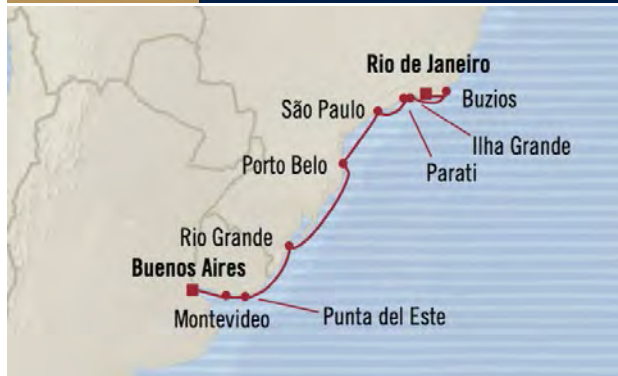 Rio de Janeiro
Buzios
São Paulo
Ilha Grande
Parati
Porto Belo
Rio Grande
Buenos Aires
Montevideo
Punta del Este